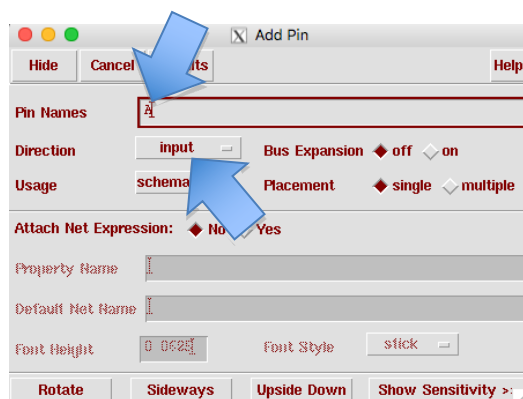 Add Pin
Hide Cancel Help
Pin Names A
Direction input Bus Expansion off on
Usage Placement single multiple
Attach Net Expression: No Yes
Property Name
Default Net Name
Font Height 0.0625 Font Style stick
Rotate Sideways Upside Down Show Sensitivity >>